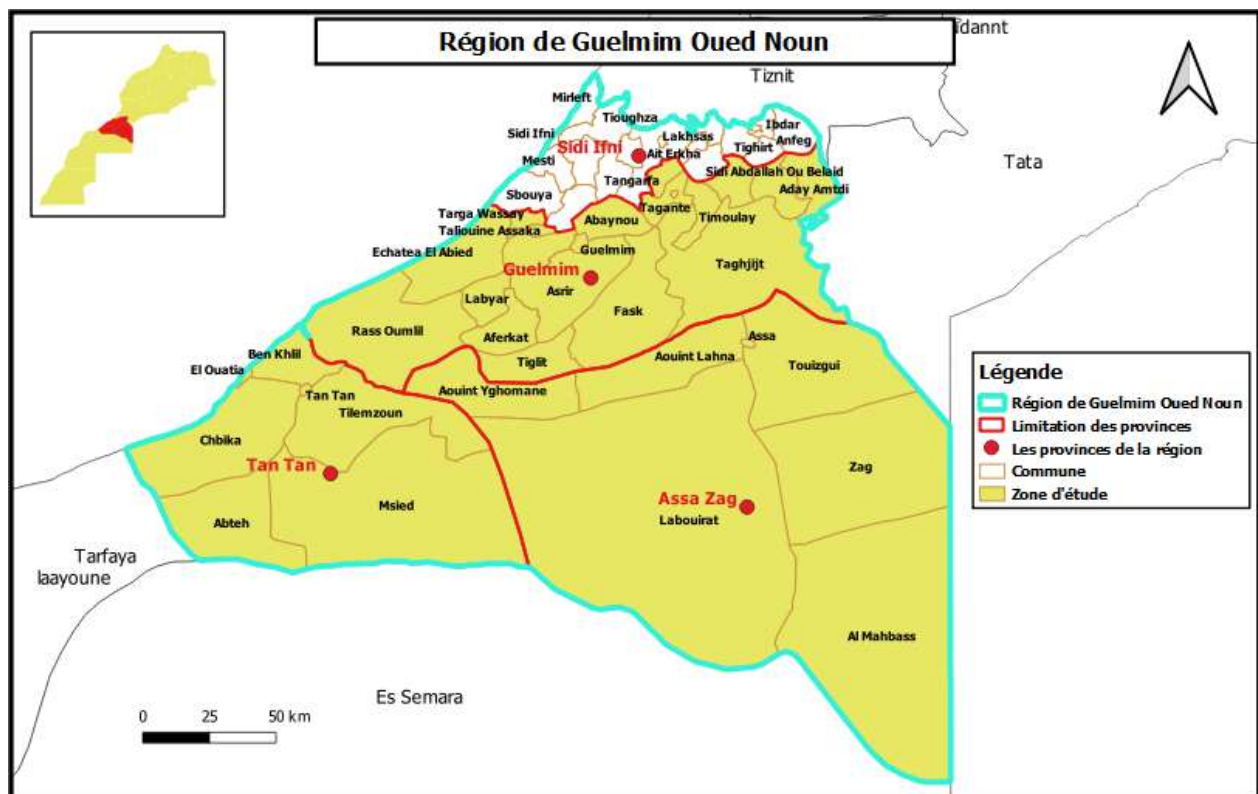 Région de Guelmim Oued Noun
Tiznit
Tata
Mirleft
Tioughza
Ibdar
Sidi Ifni
Lakhsas
Anfeg
Sidi Ifni
Ait Erkha
Tighirt
Mesti
Sidi Abdallah Ou Belaid
Tangarfa
Aday Amtdi
Sbouya
Tagante
Targa Wassay
Abaynou
Timoulay
Taliouine Assaka
Echatea El Abied
Guelmim
Guelmim
Taghjijt
Asrir
Labyar
Rass Oumlil
Fask
Aferkat
Assa
Ben Khlil
Tiglit
Aouint Lahna
Touizgui
El Ouatia
Tan Tan
Aouint Yghomane
Tilemzoun
Chbika
Tan Tan
Zag
Msied
Assa Zag
Labouirat
Abteh
Tarfaya
laayoune
Al Mahbass
Es Semara
0 25 50 km
Légende
Région de Guelmim Oued Noun
Limitation des provinces
Les provinces de la région
Commune
Zone d'étude